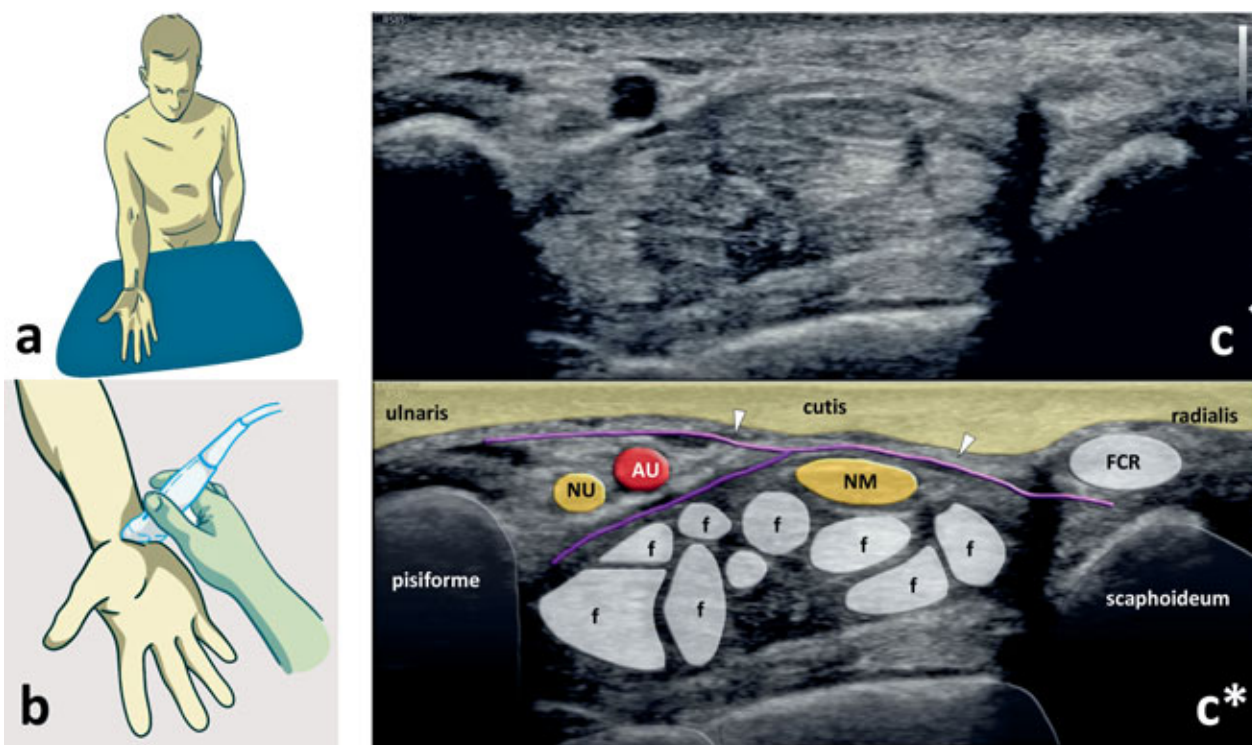 a
b
c
ulnaris
cutis
radialis
AU
NU
NM
FCR
f
f
f
f
f
f
f
f
pisiforme
scaphoideum
c*